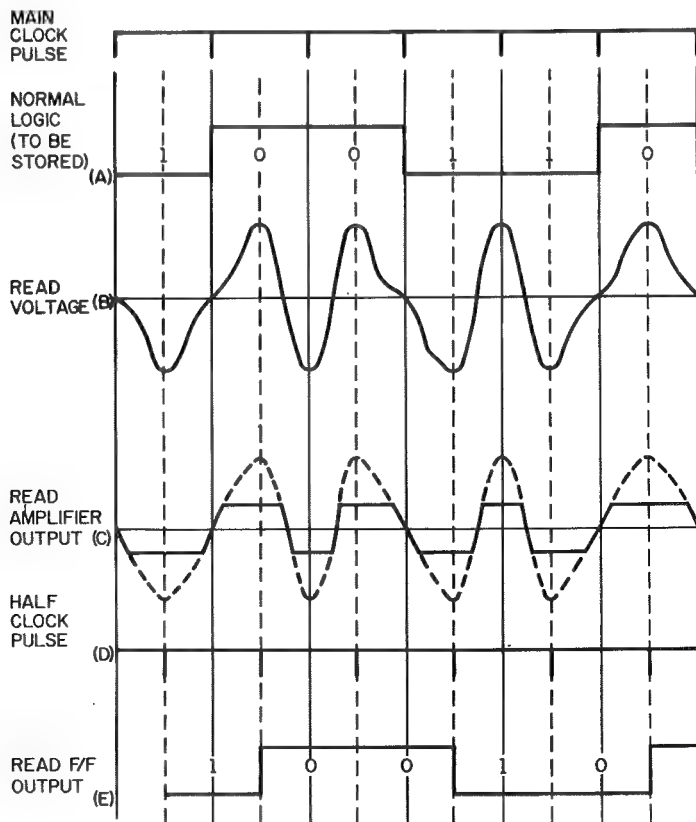 MAIN
CLOCK
PULSE
NORMAL
LOGIC
(TO BE
STORED)
(A)
1 0 0 1 1 0
READ
VOLTAGE
(B)
READ
AMPLIFIER
OUTPUT
(C)
HALF
CLOCK
PULSE
(D)
READ F/F
OUTPUT
(E)
1 0 0 1 0